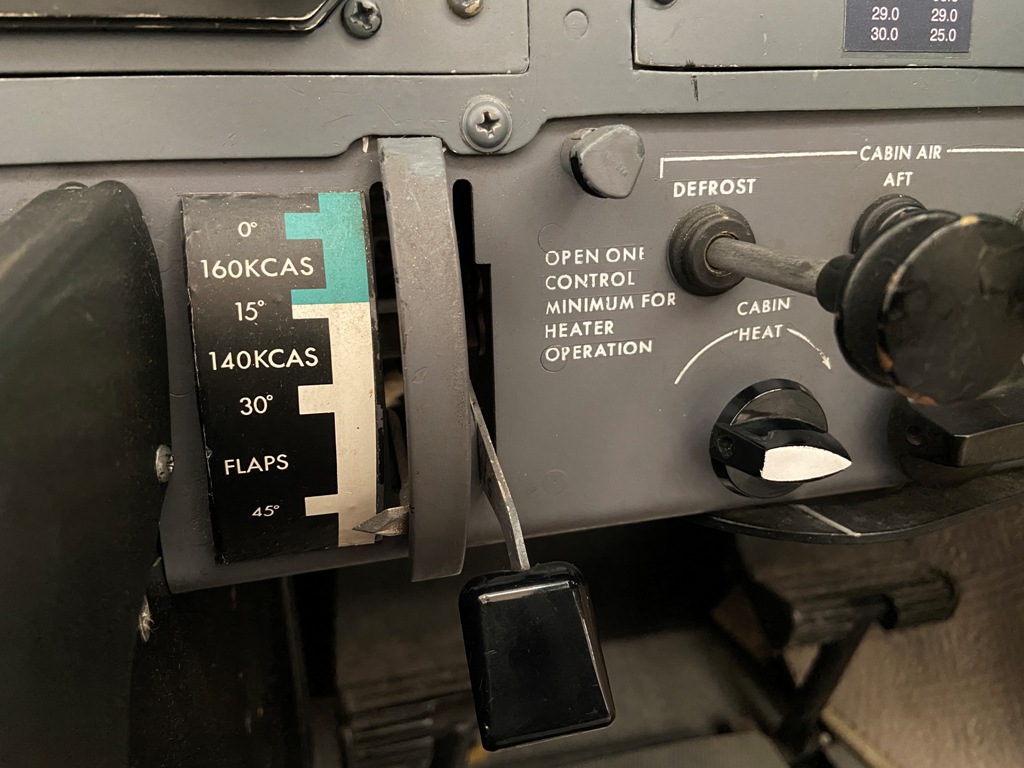 29.0 29.0
30.0 25.0
CABIN AIR
DEFROST
AFT
0°
160KCAS
15°
140KCAS
30°
FLAPS
45°
OPEN ONE
CONTROL
MINIMUM FOR
HEATER
OPERATION
CABIN
HEAT